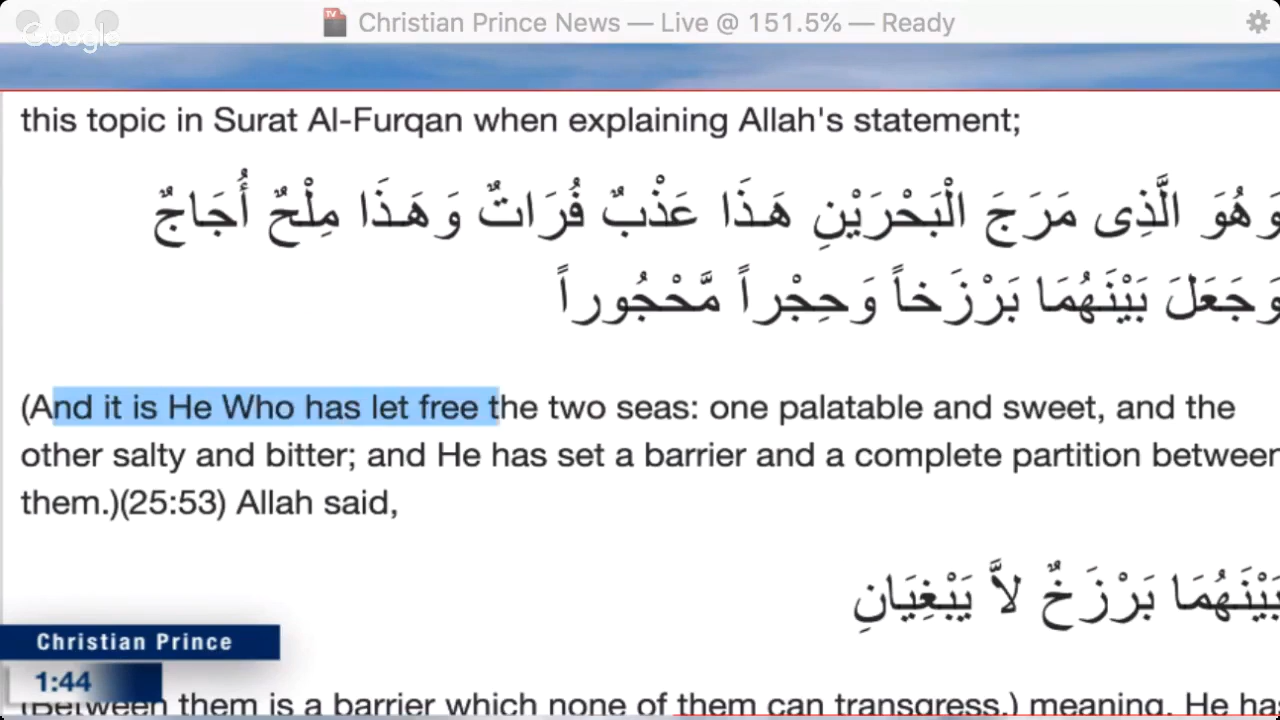 Christian Prince News — Live @ 151.5% — Ready
Google
this topic in Surat Al-Furqan when explaining Allah's statement;
وَهُوَ الَّذِى مَرَجَ الْبَحْرَيْنِ هَـذَا عَذْبٌ فُرَاتٌ وَهَـذَا مِلْحٌ أُجَاجٌ
وَجَعَلَ بَيْنَهُمَا بَرْزَخاً وَحِجْراً مَّحْجُوراً
(And it is He Who has let free the two seas: one palatable and sweet, and the
other salty and bitter; and He has set a barrier and a complete partition between
them.)(25:53) Allah said,
بَيْنَهُمَا بَرْزَخٌ لاَّ يَبْغِيَانِ
Christian Prince
1:44
(Between them is a barrier which none of them can transgress.) meaning, He ha